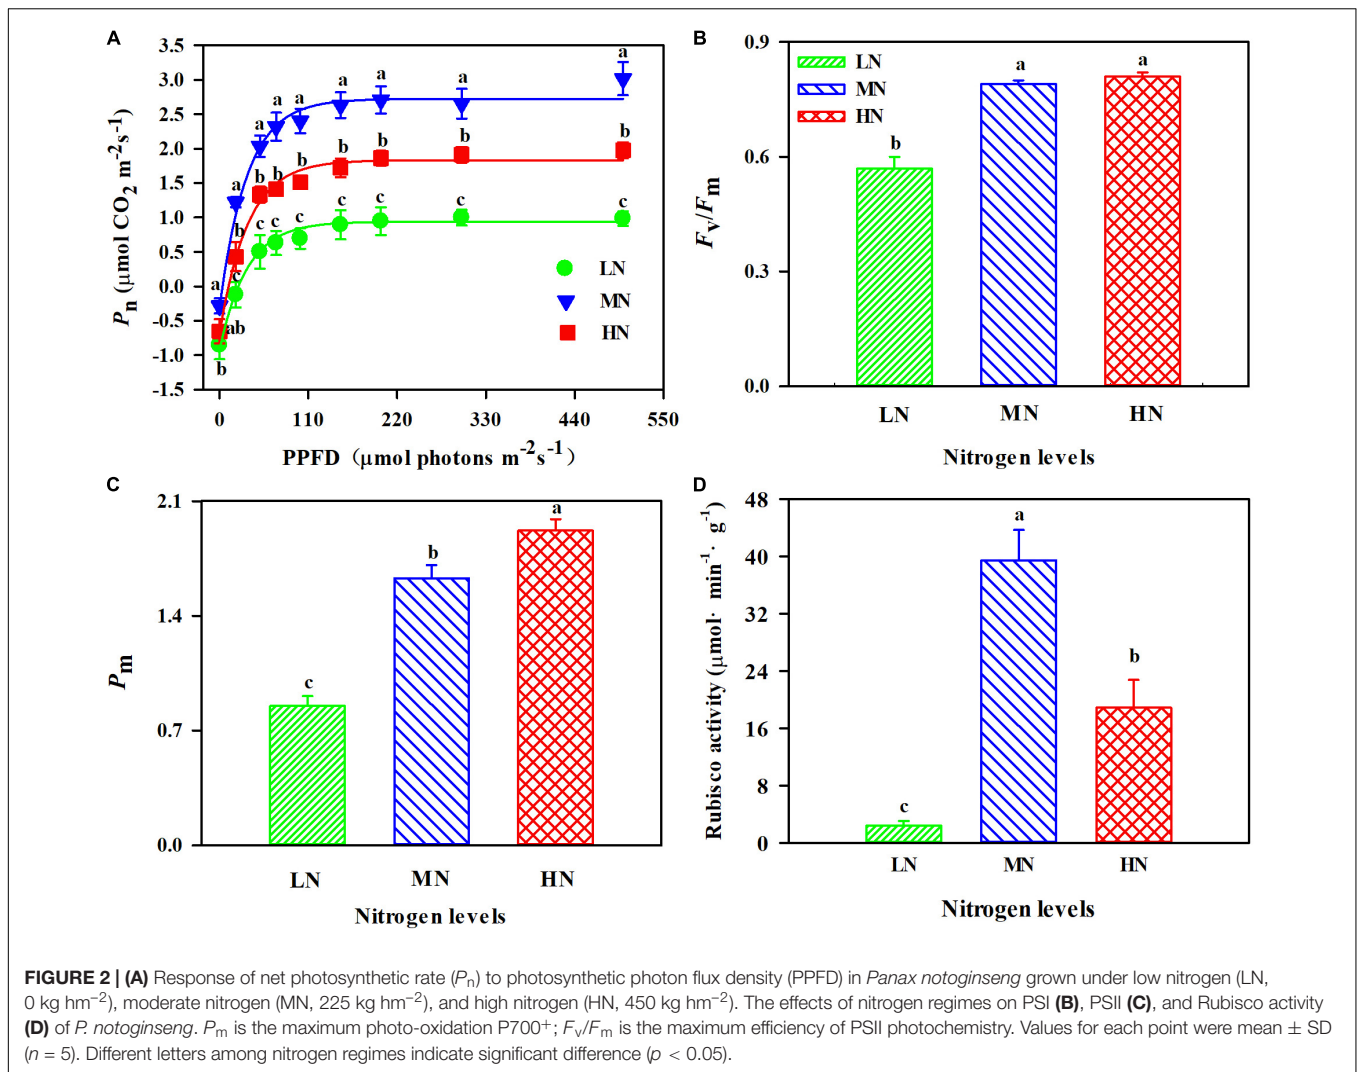 A
3.5
3.0
2.5
2.0
1.5
1.0
0.5
0.0
-0.5
-1.0
-1.5
Pn (μmol CO2 m-2s-1)
a a a a a a a a a
b b b b b b b b
ab
c c c c c c c c
b
LN
MN
HN
0 110 220 330 440 550
PPFD (μmol photons m-2s-1)
B
0.9
0.6
0.3
0.0
Fv/Fm
LN
MN
HN
b a a
LN MN HN
Nitrogen levels
C
2.1
1.4
0.7
0.0
Pm
c b a
LN MN HN
Nitrogen levels
D
48
40
32
24
16
8
0
Rubisco activity (μmol· min-1· g-1)
c a b
LN MN HN
Nitrogen levels
FIGURE 2 | (A) Response of net photosynthetic rate (Pn) to photosynthetic photon flux density (PPFD) in Panax notoginseng grown under low nitrogen (LN,
0 kg hm−2), moderate nitrogen (MN, 225 kg hm−2), and high nitrogen (HN, 450 kg hm−2). The effects of nitrogen regimes on PSI (B), PSII (C), and Rubisco activity
(D) of P. notoginseng. Pm is the maximum photo-oxidation P700+; Fv/Fm is the maximum efficiency of PSII photochemistry. Values for each point were mean ± SD
(n = 5). Different letters among nitrogen regimes indicate significant difference (p < 0.05).